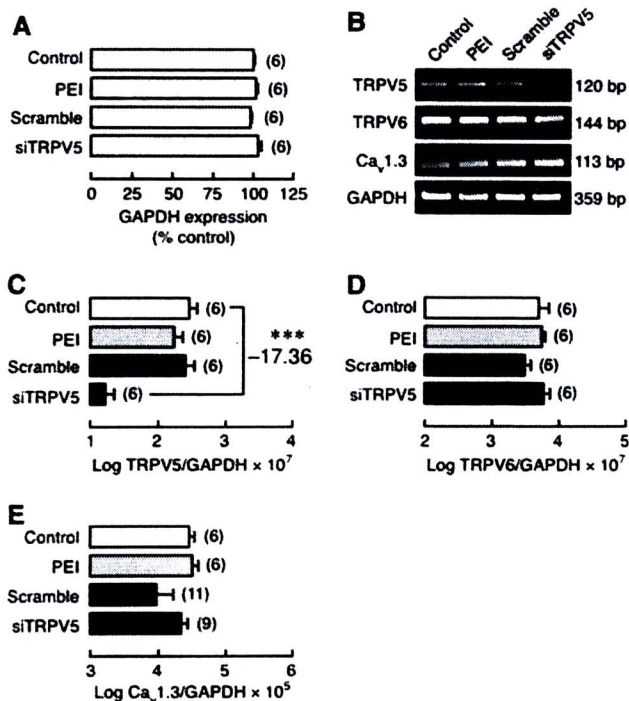 A
Control (6)
PEI (6)
Scramble (6)
siTRPV5 (6)
0 25 50 75 100 125
GAPDH expression
(% control)
B
Control PEI Scramble siTRPV5
TRPV5 120 bp
TRPV6 144 bp
Cav1.3 113 bp
GAPDH 359 bp
C
Control (6)
PEI (6)
Scramble (6)
siTRPV5 (6)
***
−17.36
1 2 3 4
Log TRPV5/GAPDH × 10⁷
D
Control (6)
PEI (6)
Scramble (6)
siTRPV5 (6)
2 3 4 5
Log TRPV6/GAPDH × 10⁷
E
Control (6)
PEI (6)
Scramble (11)
siTRPV5 (9)
3 4 5 6
Log Cav1.3/GAPDH × 10⁵